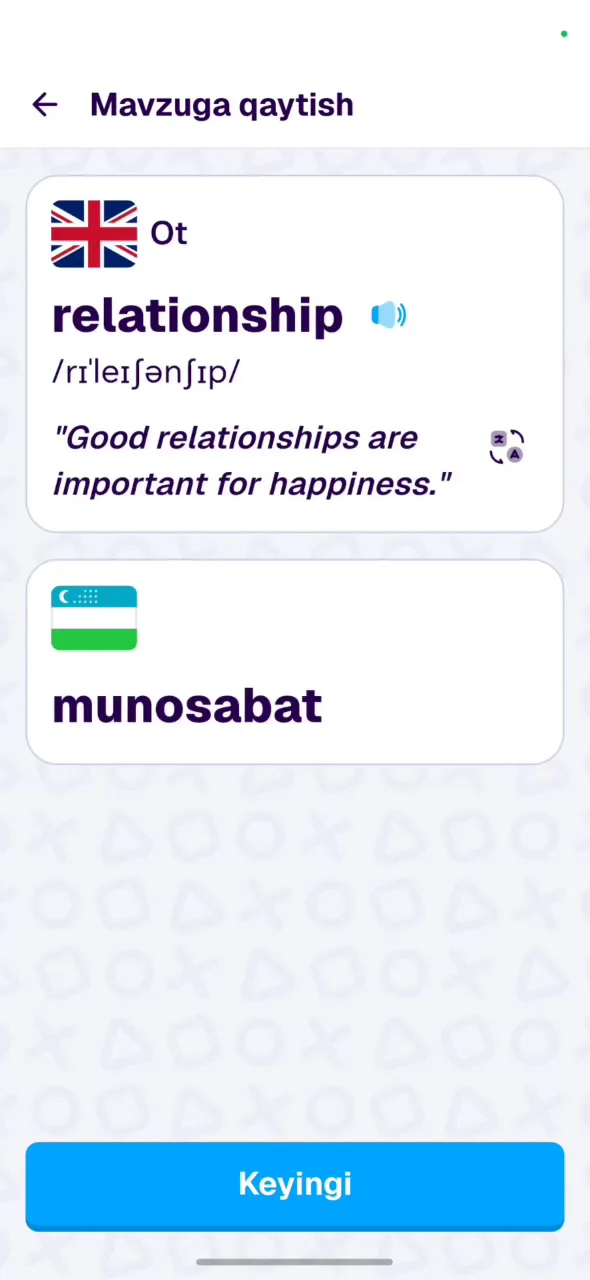 Mavzuga qaytish
Ot
relationship
/rɪˈleɪʃənʃɪp/
"Good relationships are
important for happiness."
munosabat
Keyingi